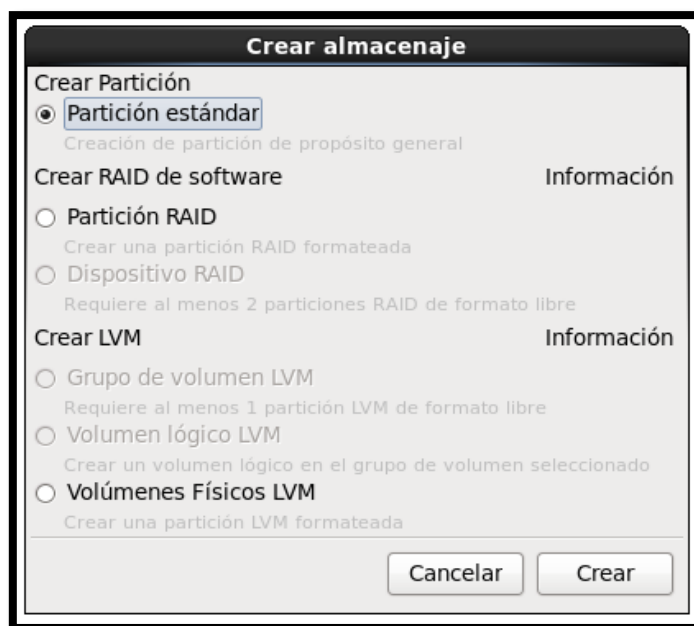 Crear almacenaje
Crear Partición
Partición estándar
Creación de partición de propósito general
Crear RAID de software Información
Partición RAID
Crear una partición RAID formateada
Dispositivo RAID
Requiere al menos 2 particiones RAID de formato libre
Crear LVM Información
Grupo de volumen LVM
Requiere al menos 1 partición LVM de formato libre
Volumen lógico LVM
Crear un volumen lógico en el grupo de volumen seleccionado
Volúmenes Físicos LVM
Crear una partición LVM formateada
Cancelar Crear